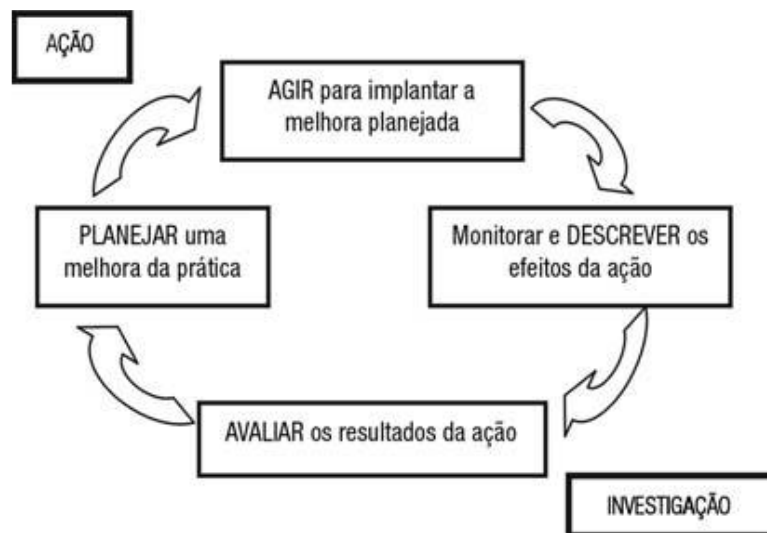 AÇÃO
AGIR para implantar a
melhora planejada
PLANEJAR uma
melhora da prática
Monitorar e DESCREVER os
efeitos da ação
AVALIAR os resultados da ação
INVESTIGAÇÃO